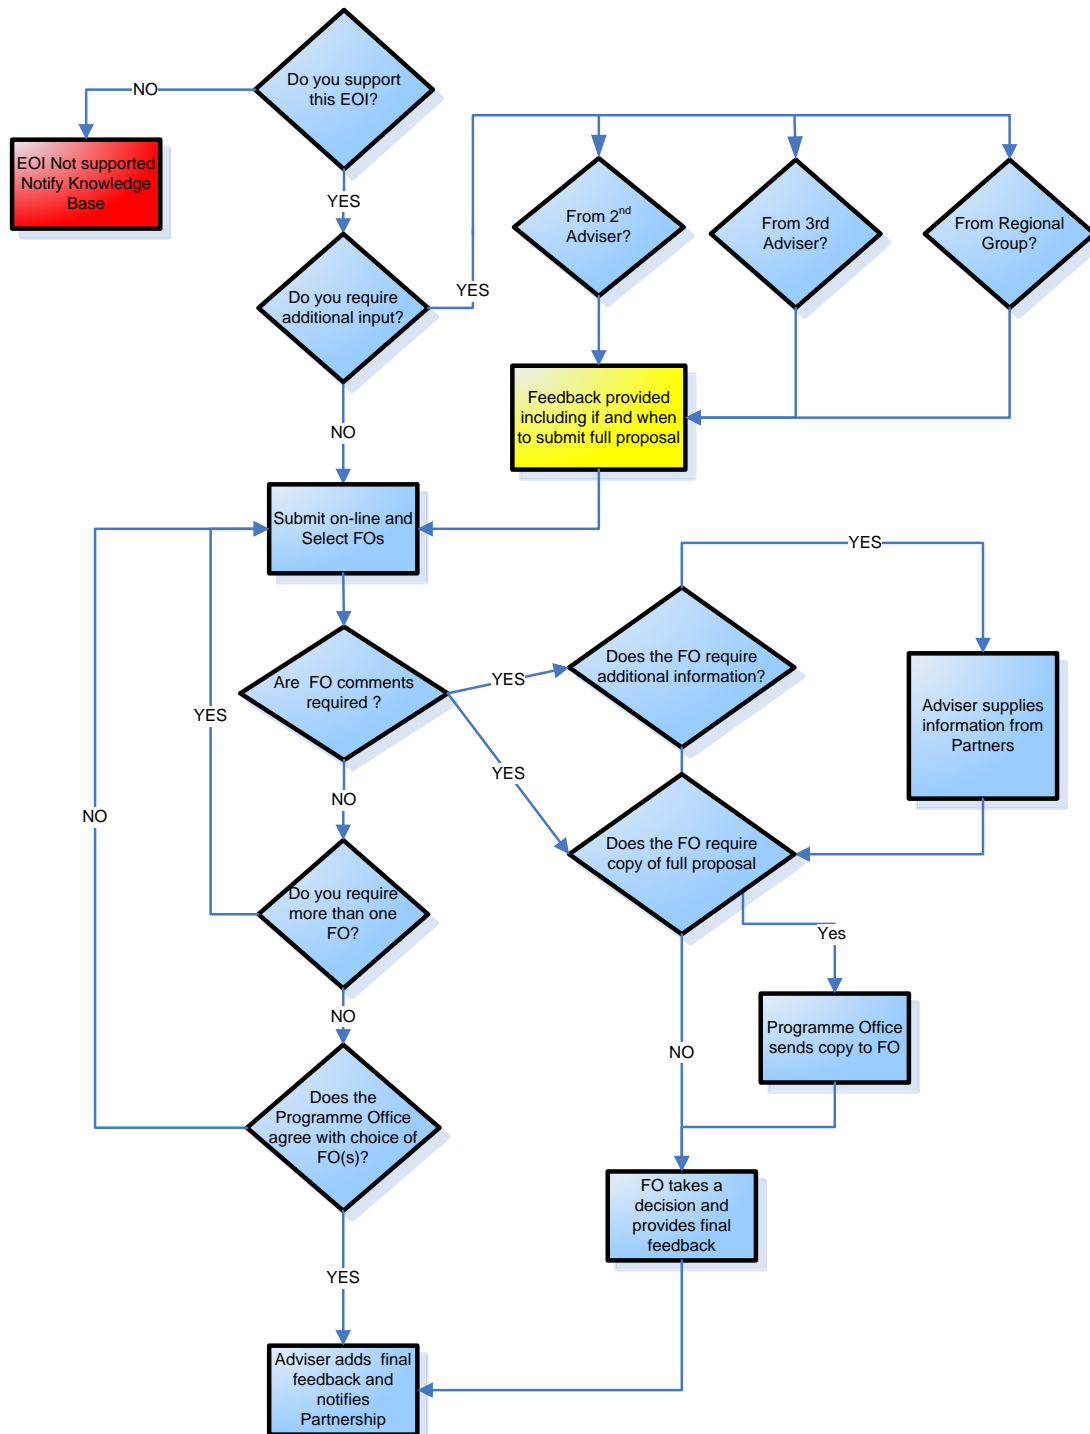 Do you support
this EOI?
NO
EOI Not supported
Notify Knowledge
Base
YES
From 2nd
Adviser?
From 3rd
Adviser?
From Regional
Group?
Do you require
additional input?
YES
Feedback provided
including if and when
to submit full proposal
NO
Submit on-line and
Select FOs
YES
Does the FO require
additional information?
Are  FO comments
required ?
YES
YES
Adviser supplies
information from
Partners
YES
NO
NO
Does the FO require
copy of full proposal
Do you require
more than one
FO?
Yes
NO
Programme Office
sends copy to FO
NO
Does the
Programme Office
agree with choice of
FO(s)?
FO takes a
decision and
provides final
feedback
YES
Adviser adds  final
feedback and
notifies
Partnership